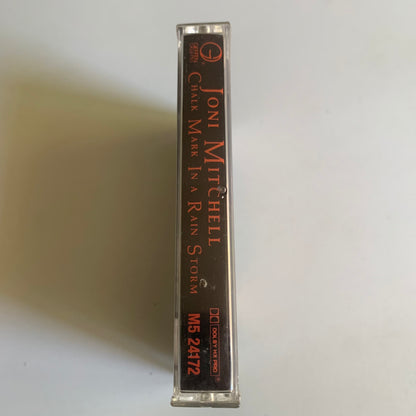 JONI MITCHELL
CHALK MARK IN A RAIN STORM
DOLBY HX PRO
M5 24172